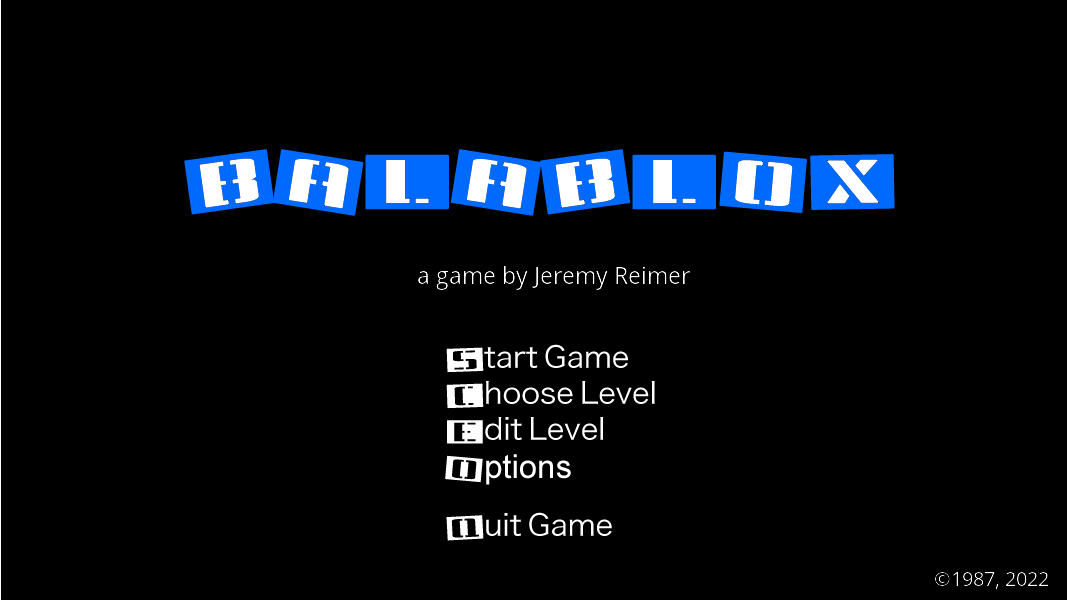 BALABLOX
a game by Jeremy Reimer
Start Game
Choose Level
Edit Level
Options
Quit Game
©1987, 2022